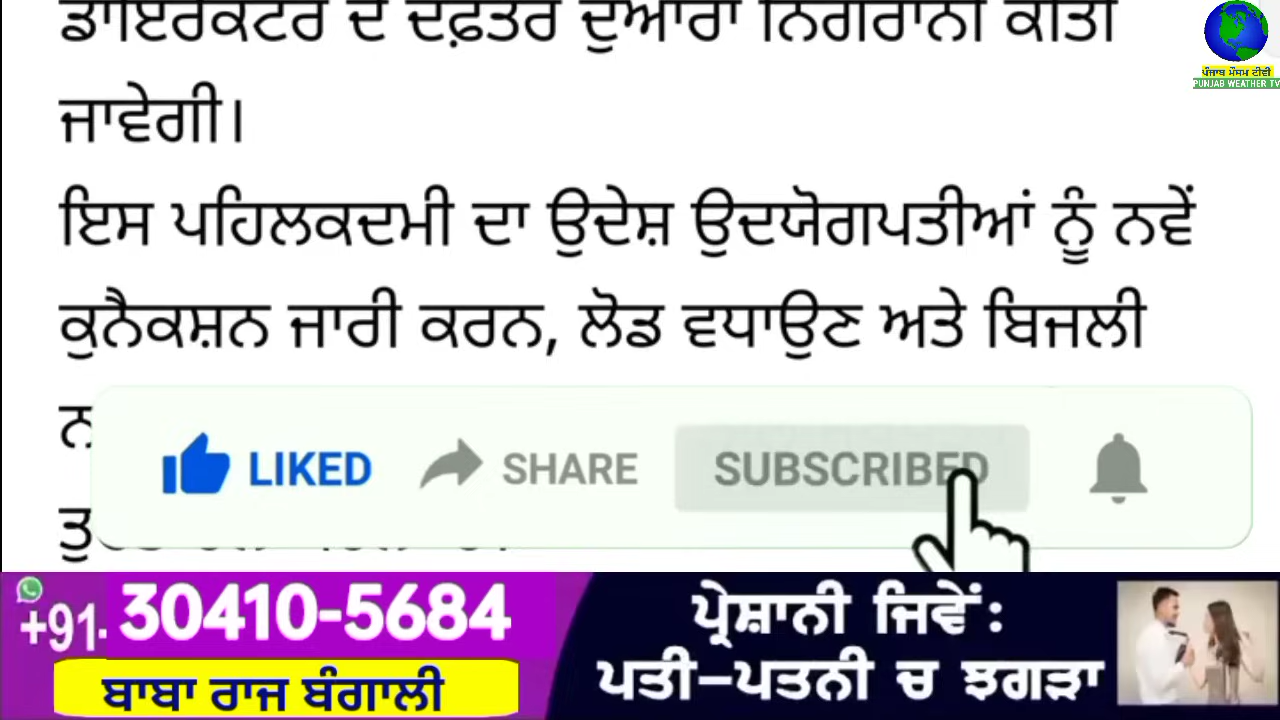 ਡਾਇਰੈਕਟਰ ਦੇ ਦਫ਼ਤਰ ਦੁਆਰਾ ਨਿਗਰਾਨੀ ਕੀਤੀ
ਜਾਵੇਗੀ।
ਇਸ ਪਹਿਲਕਦਮੀ ਦਾ ਉਦੇਸ਼ ਉਦਯੋਗਪਤੀਆਂ ਨੂੰ ਨਵੇਂ
ਕੁਨੈਕਸ਼ਨ ਜਾਰੀ ਕਰਨ, ਲੋਡ ਵਧਾਉਣ ਅਤੇ ਬਿਜਲੀ
LIKED SHARE SUBSCRIBED
ਪੰਜਾਬ ਮੌਸਮ ਟੀਵੀ
PUNJAB WEATHER TV
+91- 30410-5684
ਬਾਬਾ ਰਾਜ ਬੰਗਾਲੀ
ਪ੍ਰੇਸ਼ਾਨੀ ਜਿਵੇਂ:
ਪਤੀ-ਪਤਨੀ ਚ ਝਗੜਾ